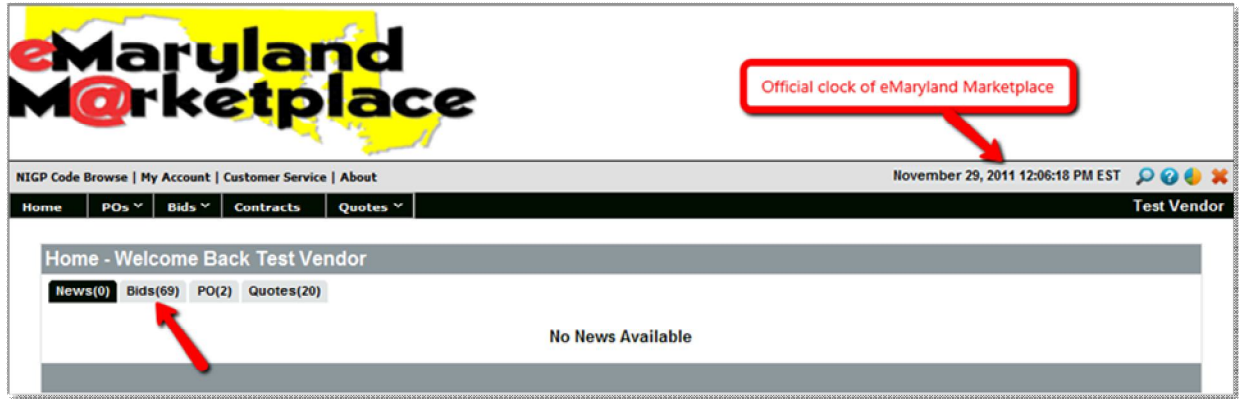 eMaryland
M@rketplace
Official clock of eMaryland Marketplace
NIGP Code Browse | My Account | Customer Service | About
November 29, 2011 12:06:18 PM EST
Home POs Bids Contracts Quotes
Test Vendor
Home - Welcome Back Test Vendor
News(0) Bids(69) PO(2) Quotes(20)
No News Available